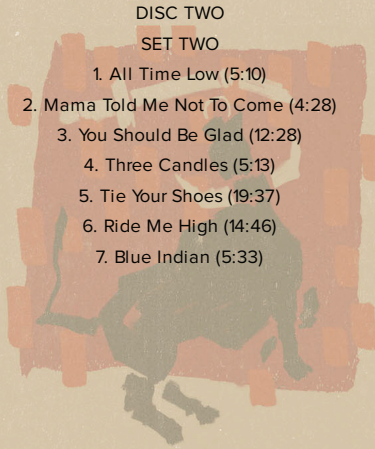 DISC TWO
SET TWO
1. All Time Low (5:10)
2. Mama Told Me Not To Come (4:28)
3. You Should Be Glad (12:28)
4. Three Candles (5:13)
5. Tie Your Shoes (19:37)
6. Ride Me High (14:46)
7. Blue Indian (5:33)